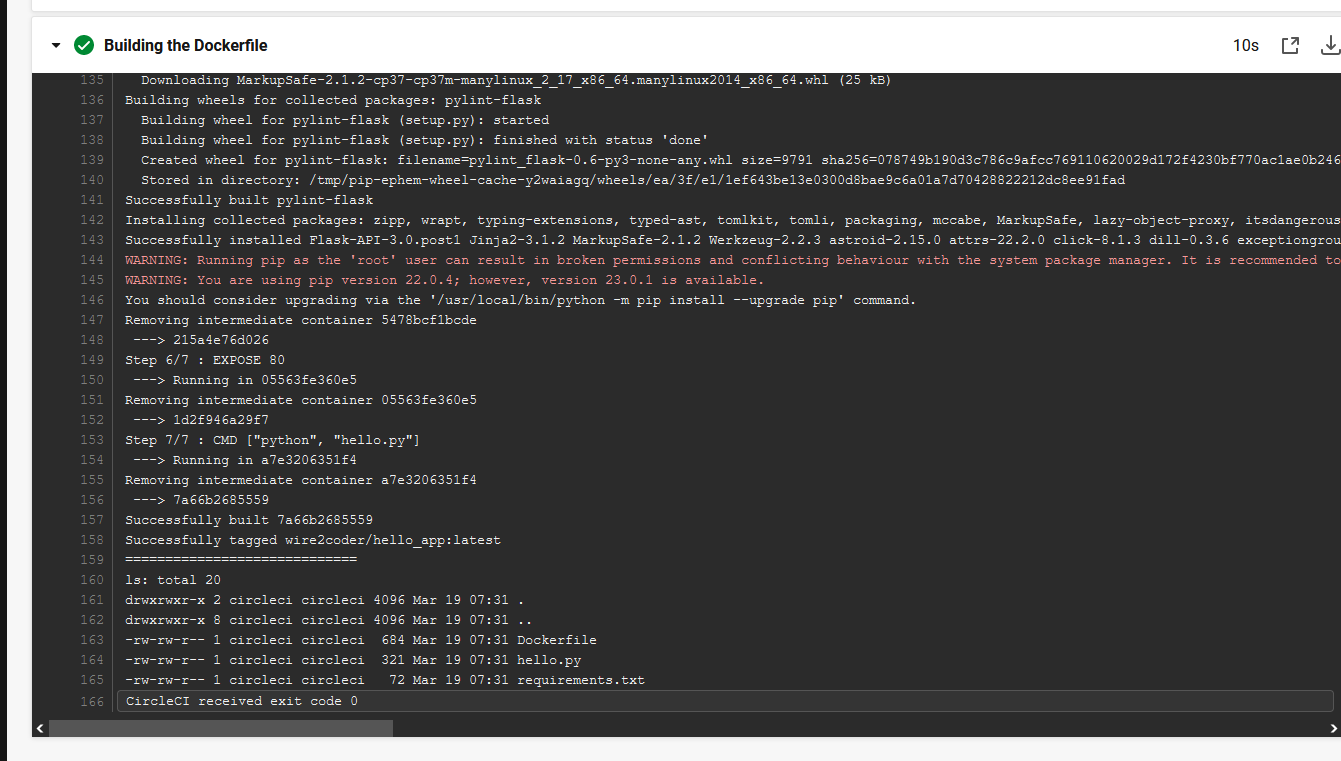 Building the Dockerfile
10s
135 Downloading MarkupSafe-2.1.2-cp37-cp37m-manylinux_2_17_x86_64.manylinux2014_x86_64.whl (25 kB)
136 Building wheels for collected packages: pylint-flask
137 Building wheel for pylint-flask (setup.py): started
138 Building wheel for pylint-flask (setup.py): finished with status 'done'
139 Created wheel for pylint-flask: filename=pylint_flask-0.6-py3-none-any.whl size=9791 sha256=078749b190d3c786c9afcc769110620029d172f4230bf770ac1ae0b246
140 Stored in directory: /tmp/pip-ephem-wheel-cache-y2waiagq/wheels/ea/3f/e1/1ef643be13e0300d8bae9c6a01a7d70428822212dc8ee91fad
141 Successfully built pylint-flask
142 Installing collected packages: zipp, wrapt, typing-extensions, typed-ast, tomlkit, tomli, packaging, mccabe, MarkupSafe, lazy-object-proxy, itsdangerous
143 Successfully installed Flask-API-3.0.post1 Jinja2-3.1.2 MarkupSafe-2.1.2 Werkzeug-2.2.3 astroid-2.15.0 attrs-22.2.0 click-8.1.3 dill-0.3.6 exceptiongrou
144 WARNING: Running pip as the 'root' user can result in broken permissions and conflicting behaviour with the system package manager. It is recommended to
145 WARNING: You are using pip version 22.0.4; however, version 23.0.1 is available.
146 You should consider upgrading via the '/usr/local/bin/python -m pip install --upgrade pip' command.
147 Removing intermediate container 5478bcf1bcde
148 ---> 215a4e76d026
149 Step 6/7 : EXPOSE 80
150 ---> Running in 05563fe360e5
151 Removing intermediate container 05563fe360e5
152 ---> 1d2f946a29f7
153 Step 7/7 : CMD ["python", "hello.py"]
154 ---> Running in a7e3206351f4
155 Removing intermediate container a7e3206351f4
156 ---> 7a66b2685559
157 Successfully built 7a66b2685559
158 Successfully tagged wire2coder/hello_app:latest
159 =============================
160 ls: total 20
161 drwxrwxr-x 2 circleci circleci 4096 Mar 19 07:31 .
162 drwxrwxr-x 8 circleci circleci 4096 Mar 19 07:31 ..
163 -rw-rw-r-- 1 circleci circleci 684 Mar 19 07:31 Dockerfile
164 -rw-rw-r-- 1 circleci circleci 321 Mar 19 07:31 hello.py
165 -rw-rw-r-- 1 circleci circleci 72 Mar 19 07:31 requirements.txt
166 CircleCI received exit code 0